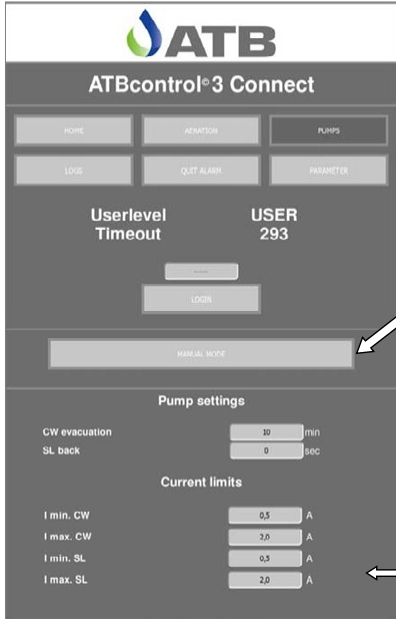 ATB
ATBcontrol© 3 Connect
HOME AERATION PUMPS
LOGS QUIT ALARM PARAMETER
Userlevel USER
Timeout 293
LOGIN
MANUAL MODE
Pump settings
CW evacuation 10 min
SL back 0 sec
Current limits
I min. CW 0,5 A
I max. CW 2,0 A
I min. SL 0,5 A
I max. SL 2,0 A